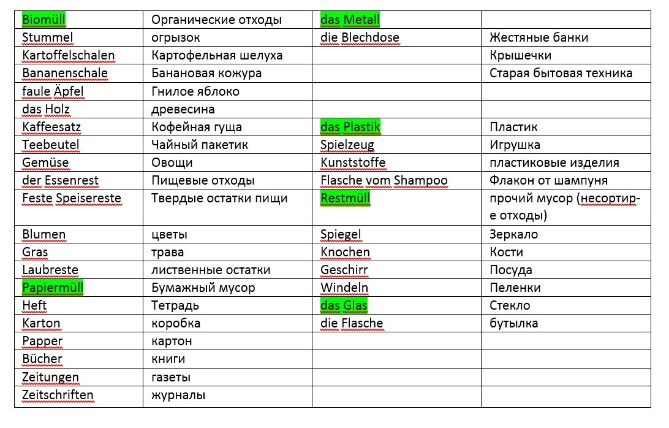 Biomüll Органические отходы das Metall
Stummel огрызок die Blechdose Жестяные банки
Kartoffelschalen Картофельная шелуха Крышечки
Bananenschale Банановая кожура Старая бытовая техника
faule Äpfel Гнилое яблоко
das Holz древесина
Kaffeesatz Кофейная гуща das Plastik Пластик
Teebeutel Чайный пакетик Spielzeug Игрушка
Gemüse Овощи Kunststoffe пластиковые изделия
der Essenrest Пищевые отходы Flasche vom Shampoo Флакон от шампуня
Feste Speisereste Твердые остатки пищи Restmüll прочий мусор (несортир-
е отходы)
Blumen цветы Spiegel Зеркало
Gras трава Knochen Кости
Laubreste лиственные остатки Geschirr Посуда
Papiermüll Бумажный мусор Windeln Пеленки
Heft Тетрадь das Glas Стекло
Karton коробка die Flasche бутылка
Papper картон
Bücher книги
Zeitungen газеты
Zeitschriften журналы